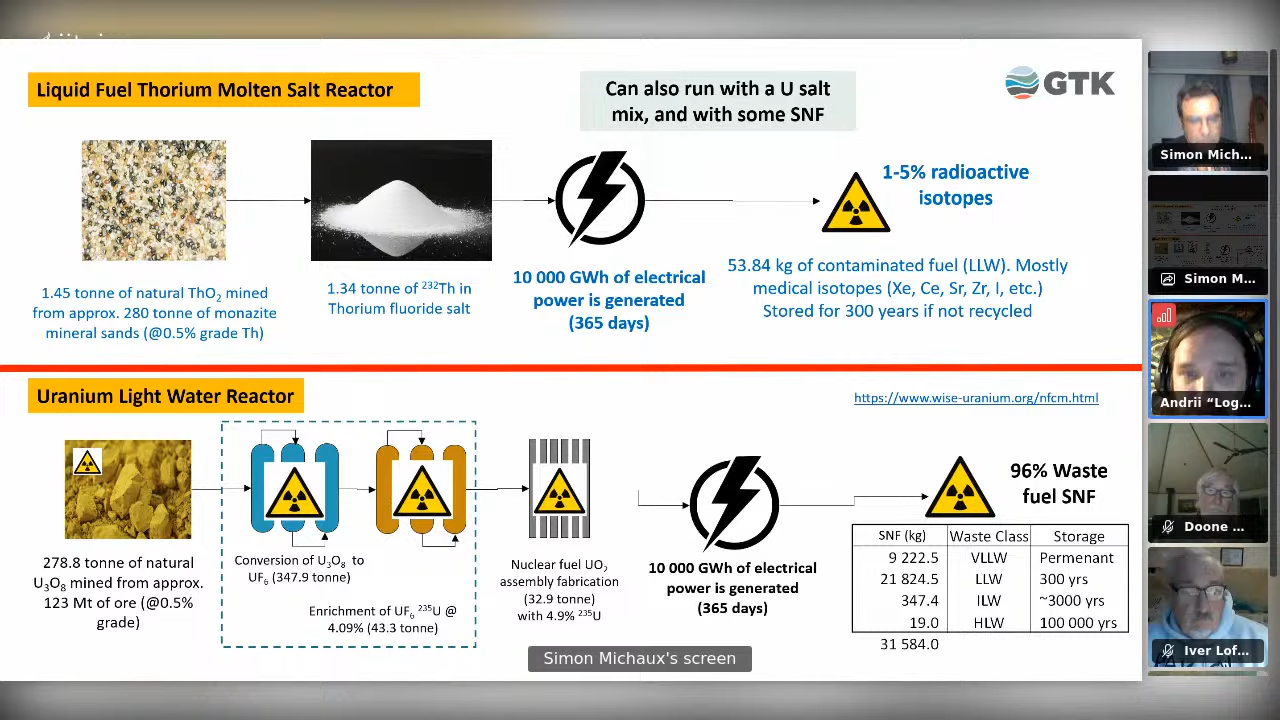 Liquid Fuel Thorium Molten Salt Reactor
Can also run with a U salt
mix, and with some SNF
GTK
1-5% radioactive
isotopes
1.45 tonne of natural ThO₂ mined
from approx. 280 tonne of monazite
mineral sands (@0.5% grade Th)
1.34 tonne of ²³²Th in
Thorium fluoride salt
10 000 GWh of electrical
power is generated
(365 days)
53.84 kg of contaminated fuel (LLW). Mostly
medical isotopes (Xe, Ce, Sr, Zr, I, etc.)
Stored for 300 years if not recycled
Uranium Light Water Reactor
https://www.wise-uranium.org/nfcm.html
278.8 tonne of natural
U₃O₈ mined from approx.
123 Mt of ore (@0.5%
grade)
Conversion of U₃O₈ to
UF₆ (347.9 tonne)
Enrichment of UF₆ ²³⁵U @
4.09% (43.3 tonne)
Nuclear fuel UO₂
assembly fabrication
(32.9 tonne)
with 4.9% ²³⁵U
10 000 GWh of electrical
power is generated
(365 days)
96% Waste
fuel SNF
SNF (kg) Waste Class Storage
9 222.5 VLLW Permenant
21 824.5 LLW 300 yrs
347.4 ILW ~3000 yrs
19.0 HLW 100 000 yrs
31 584.0
Simon Michaux's screen
Simon Mich...
Simon M...
Andrii “Log...
Doone ...
Iver Lof...